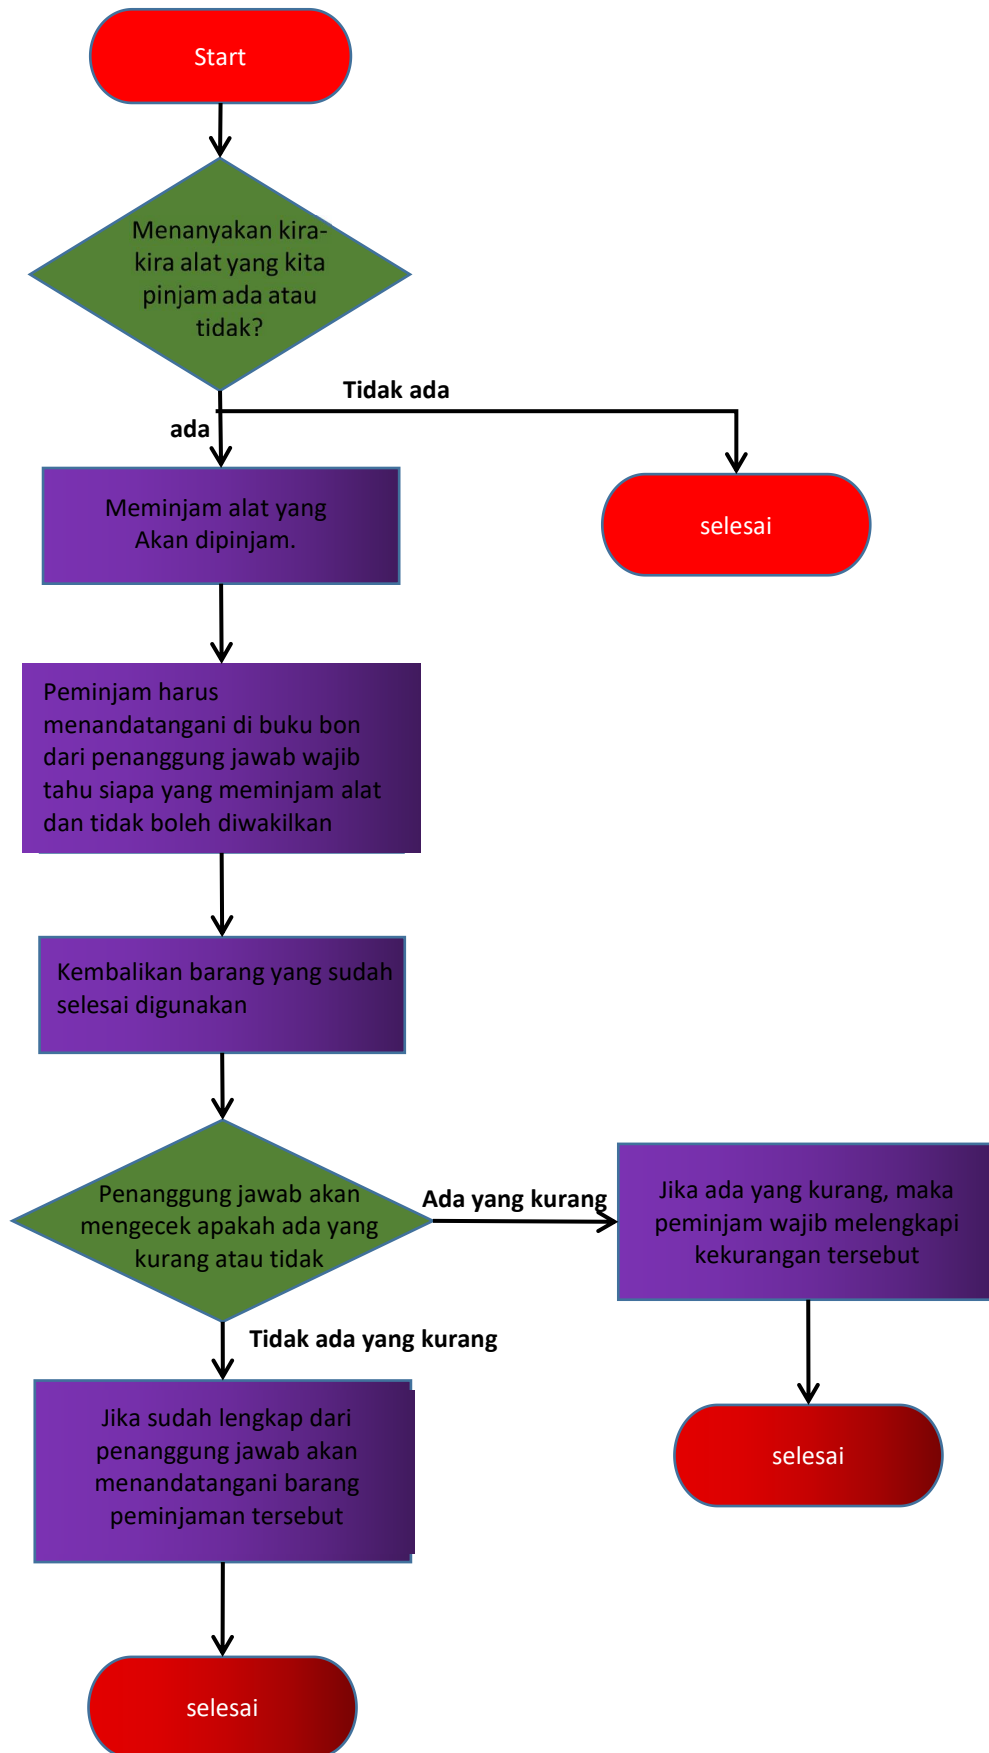 Start
Menanyakan kira-
kira alat yang kita
pinjam ada atau
tidak?
Tidak ada
ada
Meminjam alat yang
Akan dipinjam.
selesai
Peminjam harus
menandatangani di buku bon
dari penanggung jawab wajib
tahu siapa yang meminjam alat
dan tidak boleh diwakilkan
Kembalikan barang yang sudah
selesai digunakan
Penanggung jawab akan
mengecek apakah ada yang
kurang atau tidak
Ada yang kurang
Jika ada yang kurang, maka
peminjam wajib melengkapi
kekurangan tersebut
Tidak ada yang kurang
Jika sudah lengkap dari
penanggung jawab akan
menandatangani barang
peminjaman tersebut
selesai
selesai